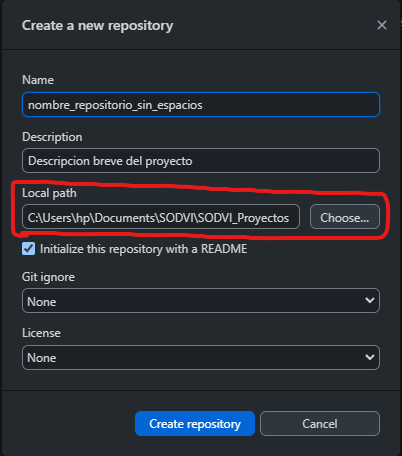 Create a new repository
Name
nombre_repositorio_sin_espacios
Description
Descripcion breve del proyecto
Local path
C:\Users\hp\Documents\SODVI\SODVI_Proyectos
Choose...
Initialize this repository with a README
Git ignore
None
License
None
Create repository
Cancel